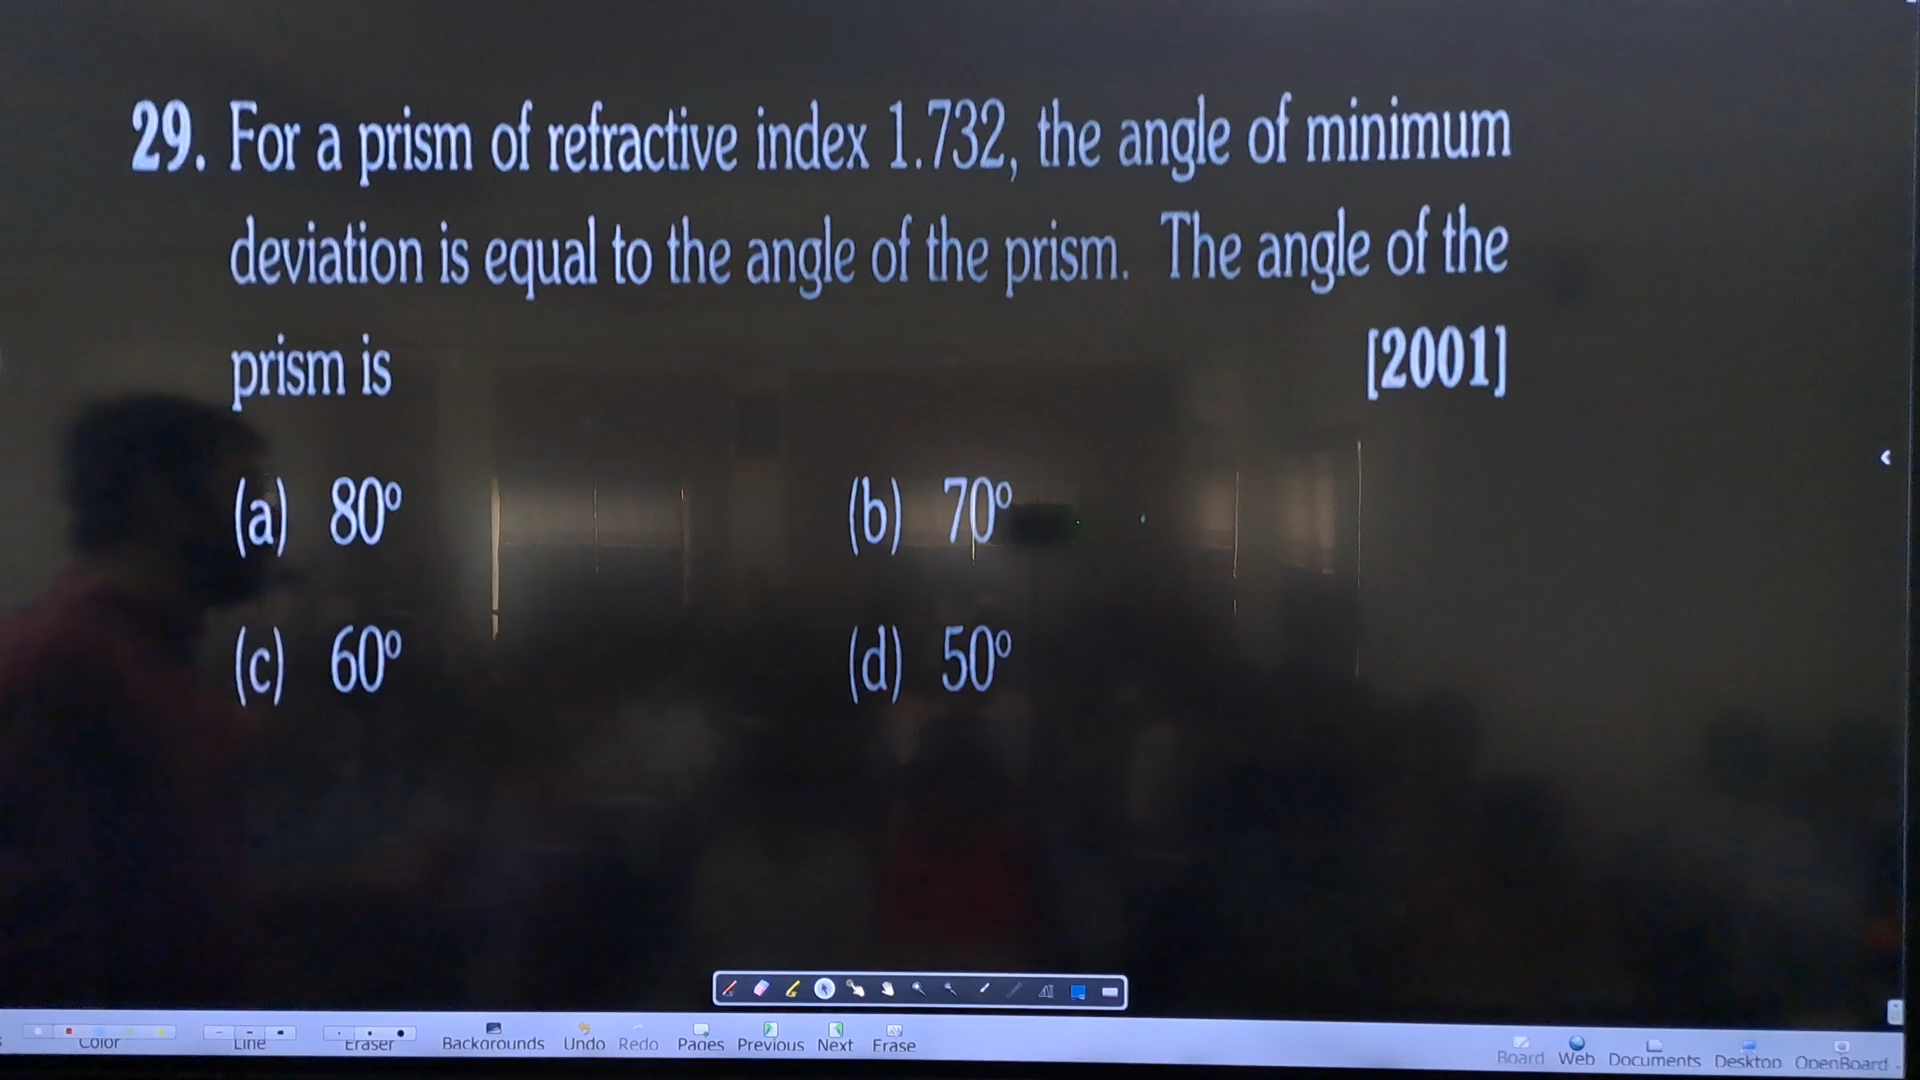 29. For a prism of refractive index 1.732, the angle of minimum
deviation is equal to the angle of the prism. The angle of the
prism is [2001]
(a) 80° (b) 70°
(c) 60° (d) 50°
Color Line Eraser Backgrounds Undo Redo Pages Previous Next Erase Board Web Documents Desktop OpenBoard